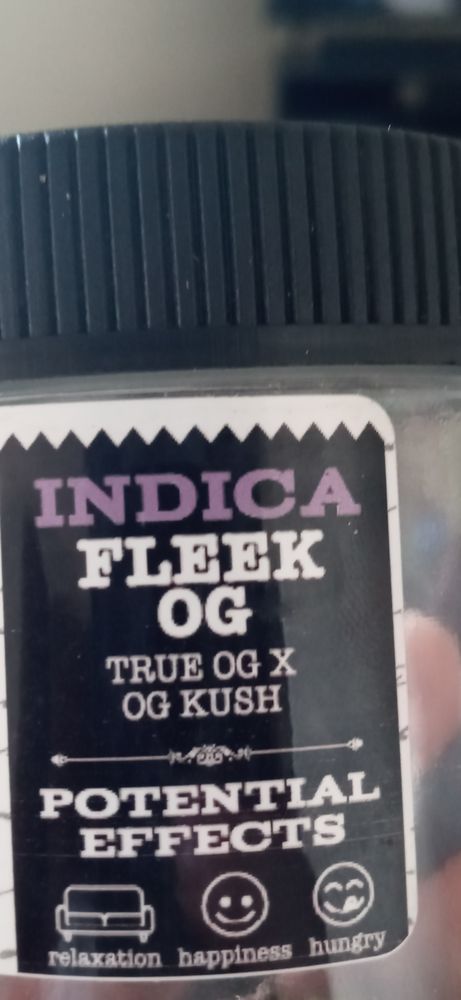 INDICA
FLEEK
OG
TRUE OG X
OG KUSH
POTENTIAL
EFFECTS
relaxation happiness hungry